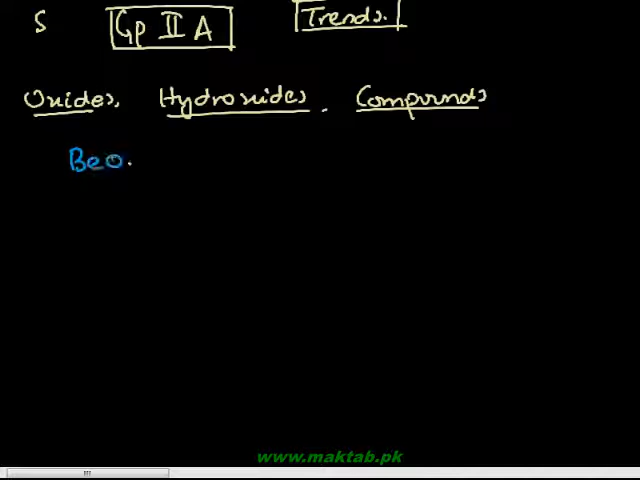 S Gp II A Trends.
Oxides, Hydroxides. Compounds
BeO.
www.maktab.pk